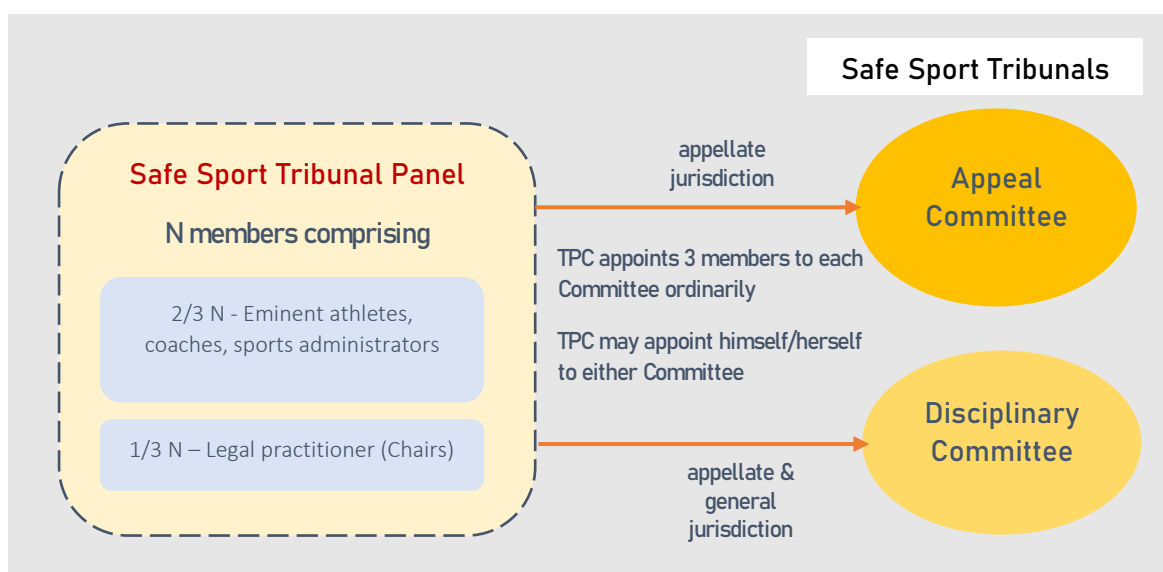 Safe Sport Tribunals
Safe Sport Tribunal Panel
N members comprising
2/3 N - Eminent athletes,
coaches, sports administrators
1/3 N – Legal practitioner (Chairs)
appellate
jurisdiction
TPC appoints 3 members to each
Committee ordinarily
TPC may appoint himself/herself
to either Committee
appellate &
general
jurisdiction
Appeal
Committee
Disciplinary
Committee